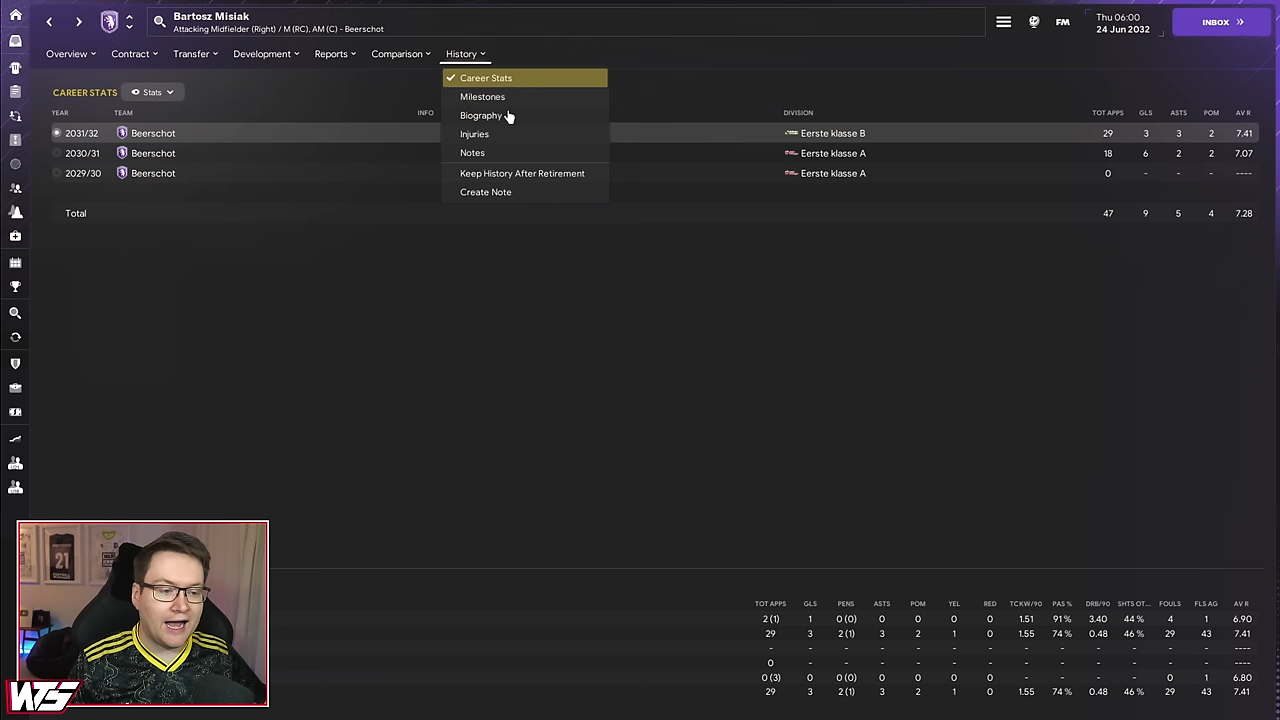 Bartosz Misiak
Attacking Midfielder (Right) / M (RC), AM (C) - Beerschot
FM
Thu 06:00
24 Jun 2032
INBOX
Overview Contract Transfer Development Reports Comparison History
CAREER STATS Stats
Career Stats
Milestones
Biography
Injuries
Notes
Keep History After Retirement
Create Note
YEAR TEAM INFO DIVISION TOT APPS GLS ASTS POM AV R
2031/32 Beerschot Eerste klasse B 29 3 3 2 7.41
2030/31 Beerschot Eerste klasse A 18 6 2 2 7.07
2029/30 Beerschot Eerste klasse A 0 - - - ----
Total 47 9 5 4 7.28
TOT APPS GLS PENS ASTS POM YEL RED TCKW/90 PAS % DRB/90 SHTS OT... FOULS FLS AG AV R
2 (1) 1 0 (0) 0 0 0 0 1.51 91 % 3.40 44 % 4 1 6.90
29 3 2 (1) 3 2 1 0 1.55 74 % 0.48 46 % 29 43 7.41
- - - - - - - - - - - - - ----
0 - - - - - - - - - - - - ----
0 (3) 0 0 (0) 0 0 0 0 - - - - 0 1 6.80
29 3 2 (1) 3 2 1 0 1.55 74 % 0.48 46 % 29 43 7.41
21
WTS